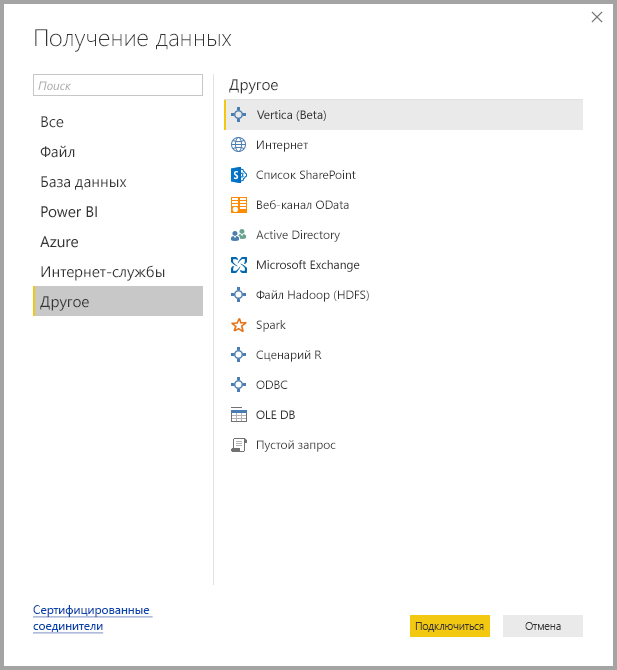 Получение данных
Поиск
Все
Файл
База данных
Power BI
Azure
Интернет-службы
Другое
Другое
Vertica (Beta)
Интернет
Список SharePoint
Веб-канал OData
Active Directory
Microsoft Exchange
Файл Hadoop (HDFS)
Spark
Сценарий R
ODBC
OLE DB
Пустой запрос
Сертифицированные
соединители
Подключиться
Отмена